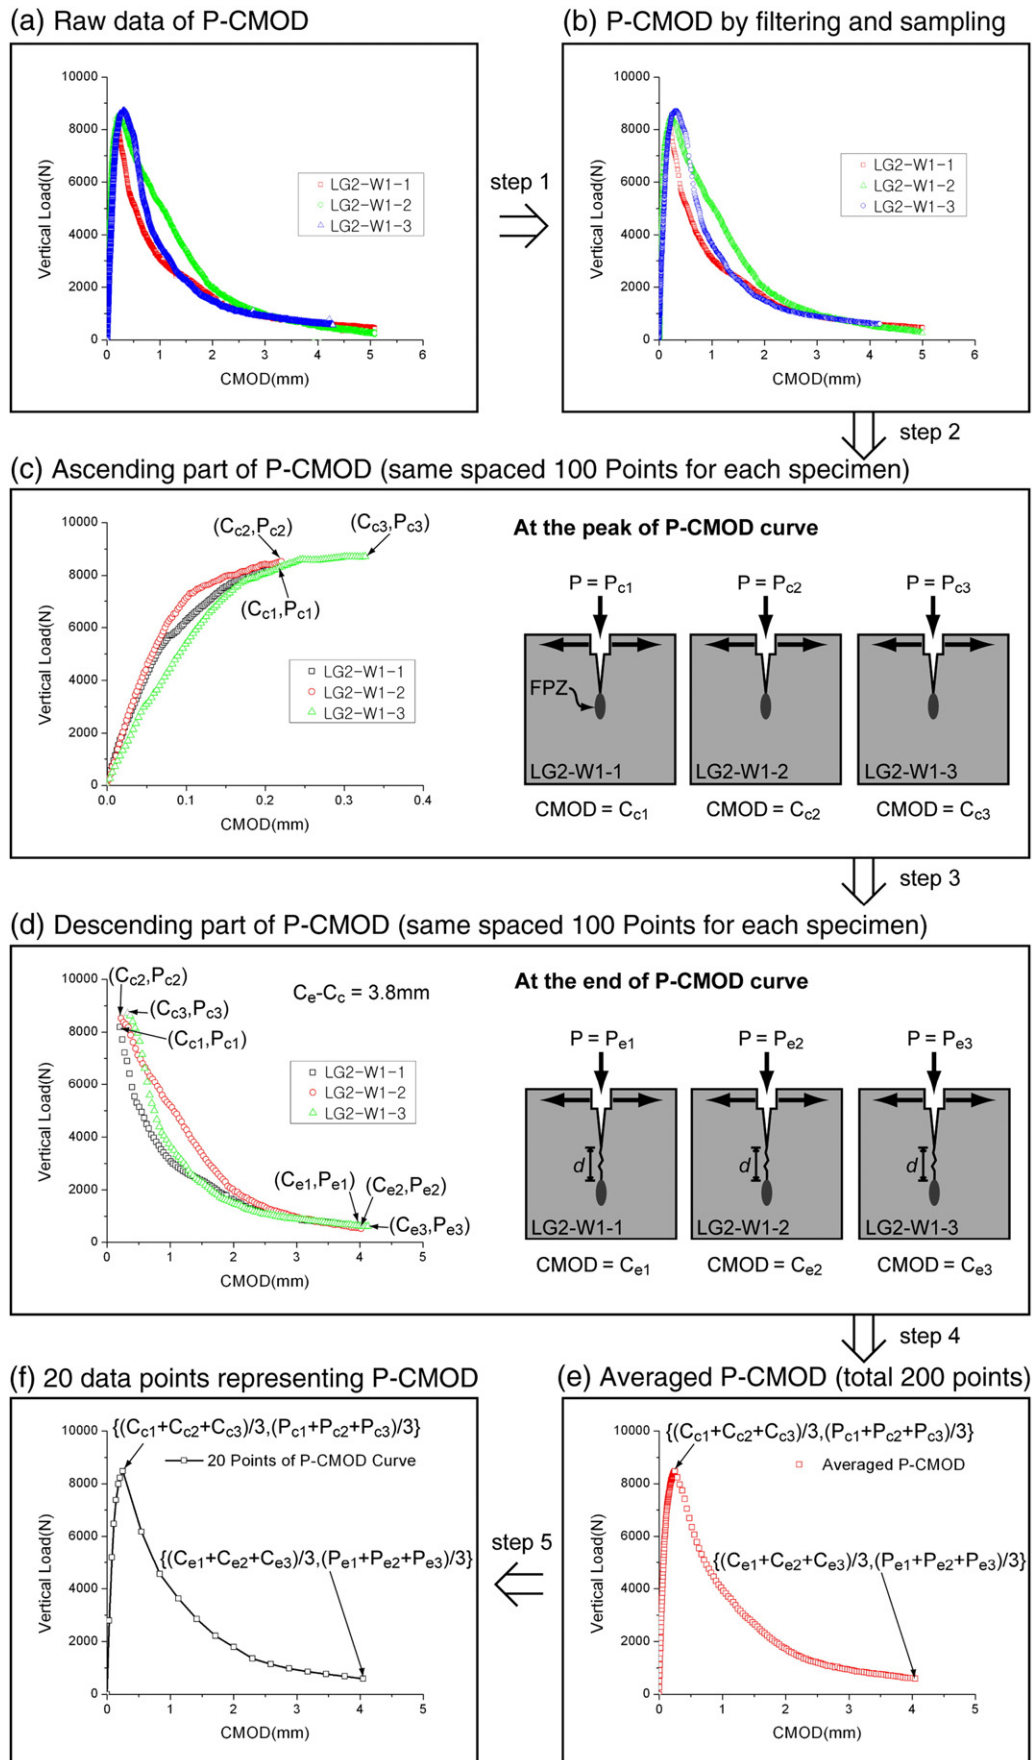 (a) Raw data of P-CMOD
10000
8000
6000
4000
2000
0
Vertical Load(N)
LG2-W1-1
LG2-W1-2
LG2-W1-3
0 1 2 3 4 5 6
CMOD(mm)
step 1
(b) P-CMOD by filtering and sampling
10000
8000
6000
4000
2000
0
Vertical Load(N)
LG2-W1-1
LG2-W1-2
LG2-W1-3
0 1 2 3 4 5 6
CMOD(mm)
step 2
(c) Ascending part of P-CMOD (same spaced 100 Points for each specimen)
10000
8000
6000
4000
2000
0
Vertical Load(N)
(Cc2,Pc2)
(Cc3,Pc3)
(Cc1,Pc1)
LG2-W1-1
LG2-W1-2
LG2-W1-3
0.0 0.1 0.2 0.3 0.4
CMOD(mm)
At the peak of P-CMOD curve
P = Pc1 P = Pc2 P = Pc3
FPZ
LG2-W1-1 LG2-W1-2 LG2-W1-3
CMOD = Cc1 CMOD = Cc2 CMOD = Cc3
step 3
(d) Descending part of P-CMOD (same spaced 100 Points for each specimen)
10000
8000
6000
4000
2000
0
Vertical Load(N)
(Cc2,Pc2)
(Cc3,Pc3)
(Cc1,Pc1)
Ce-Cc = 3.8mm
LG2-W1-1
LG2-W1-2
LG2-W1-3
(Ce1,Pe1)
(Ce2,Pe2)
(Ce3,Pe3)
0 1 2 3 4 5
CMOD(mm)
At the end of P-CMOD curve
P = Pe1 P = Pe2 P = Pe3
d d d
LG2-W1-1 LG2-W1-2 LG2-W1-3
CMOD = Ce1 CMOD = Ce2 CMOD = Ce3
step 4
(f) 20 data points representing P-CMOD
10000
8000
6000
4000
2000
0
Vertical Load(N)
{(Cc1+Cc2+Cc3)/3,(Pc1+Pc2+Pc3)/3}
20 Points of P-CMOD Curve
{(Ce1+Ce2+Ce3)/3,(Pe1+Pe2+Pe3)/3}
0 1 2 3 4 5
CMOD(mm)
step 5
(e) Averaged P-CMOD (total 200 points)
10000
8000
6000
4000
2000
0
Vertical Load(N)
{(Cc1+Cc2+Cc3)/3,(Pc1+Pc2+Pc3)/3}
Averaged P-CMOD
{(Ce1+Ce2+Ce3)/3,(Pe1+Pe2+Pe3)/3}
0 1 2 3 4 5
CMOD(mm)